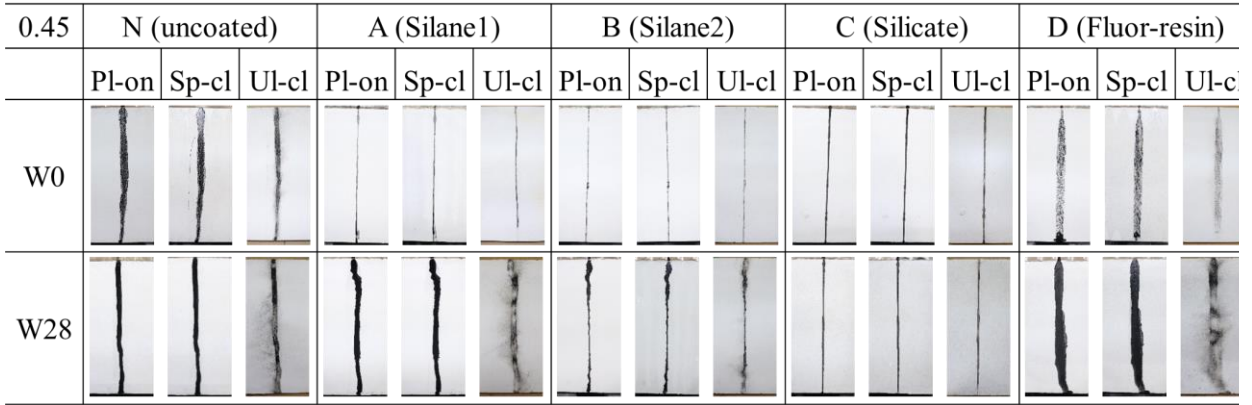 0.45 N (uncoated) A (Silane1) B (Silane2) C (Silicate) D (Fluor-resin)
Pl-on Sp-cl Ul-cl Pl-on Sp-cl Ul-cl Pl-on Sp-cl Ul-cl Pl-on Sp-cl Ul-cl Pl-on Sp-cl Ul-cl
W0
W28